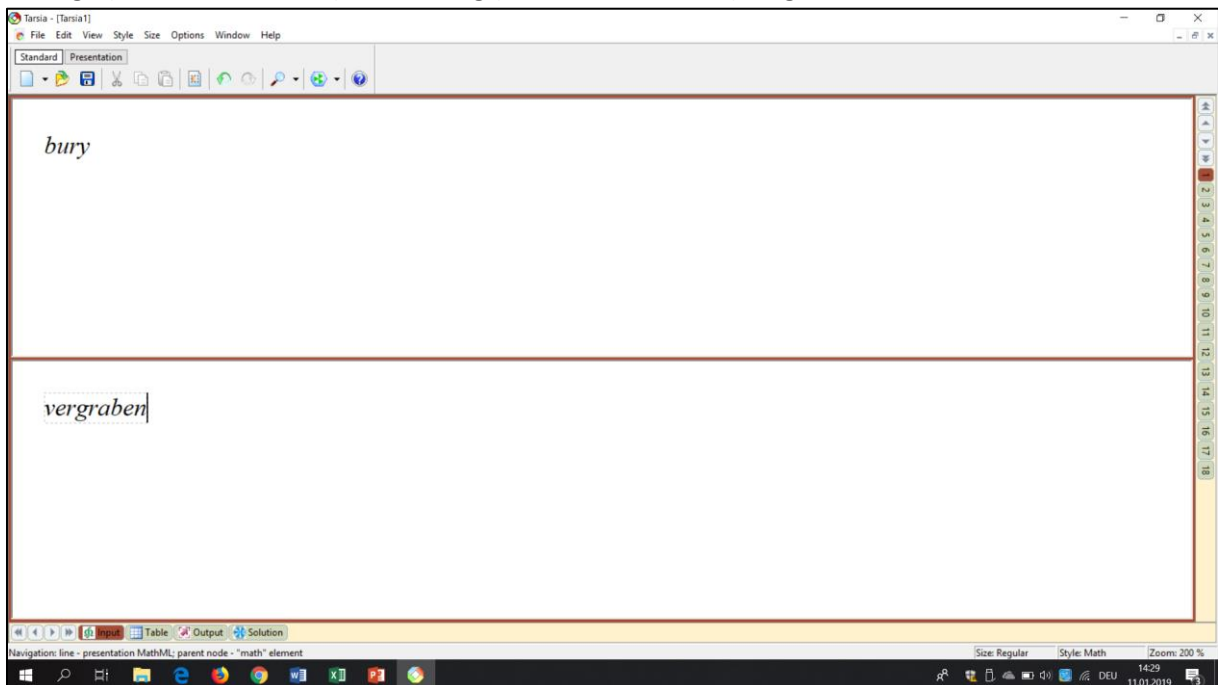 Tarsia - [Tarsia1]
File Edit View Style Size Options Window Help
Standard Presentation
bury
vergraben
1
2
3
4
5
6
7
8
9
10
11
12
13
14
15
16
17
18
Input Table Output Solution
Navigation: line - presentation MathML; parent node - "math" element
Size: Regular Style: Math Zoom: 200 %
DEU
14:29
11.01.2019
3